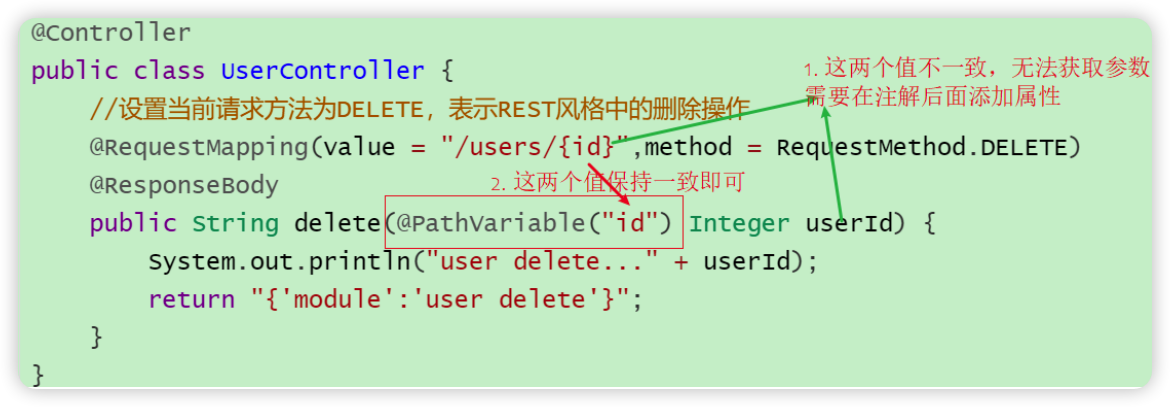 @Controller
public class UserController {
1. 这两个值不一致，无法获取参数
需要在注解后面添加属性
//设置当前请求方法为DELETE，表示REST风格中的删除操作
@RequestMapping(value = "/users/{id}",method = RequestMethod.DELETE)
@ResponseBody
2. 这两个值保持一致即可
public String delete(@PathVariable("id") Integer userId) {
System.out.println("user delete..." + userId);
return "{'module':'user delete'}";
}
}